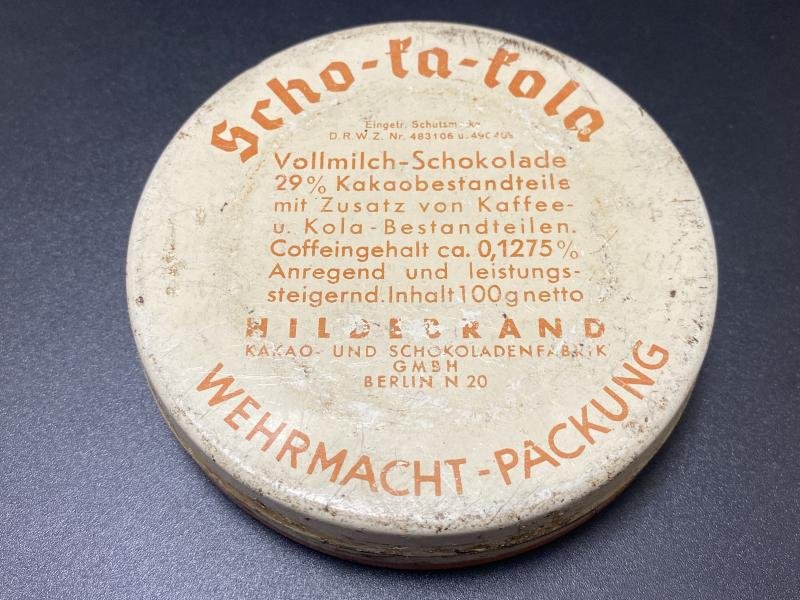 Scho-ka-kola
Eingetr. Schutzmarke
D.R.W.Z. Nr. 483106 u.
Vollmilch-Schokolade
29% Kakaobestandteile
mit Zusatz von Kaffee-
u. Kola-Bestandteilen.
Coffeingehalt ca. 0,1275%
Anregend und leistungs-
steigernd. Inhalt 100g netto
HILDEBRAND
KAKAO- UND SCHOKOLADENFABRIK
GMBH
BERLIN N 20
WEHRMACHT-PACKUNG